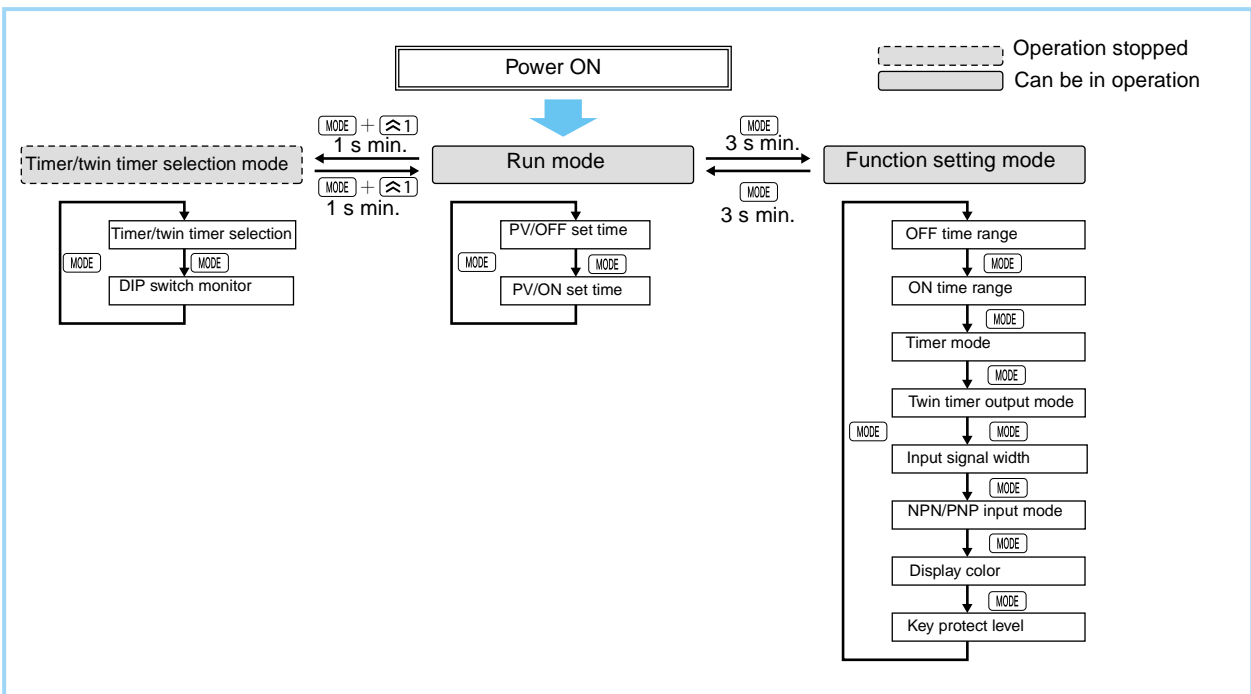 Operation stopped
Power ON
Can be in operation
MODE + 1
1 s min.
MODE
3 s min.
Timer/twin timer selection mode
Run mode
Function setting mode
MODE + 1
1 s min.
MODE
3 s min.
Timer/twin timer selection
MODE
MODE
DIP switch monitor
PV/OFF set time
MODE
MODE
PV/ON set time
OFF time range
MODE
ON time range
MODE
Timer mode
MODE
Twin timer output mode
MODE
MODE
Input signal width
MODE
NPN/PNP input mode
MODE
Display color
MODE
Key protect level